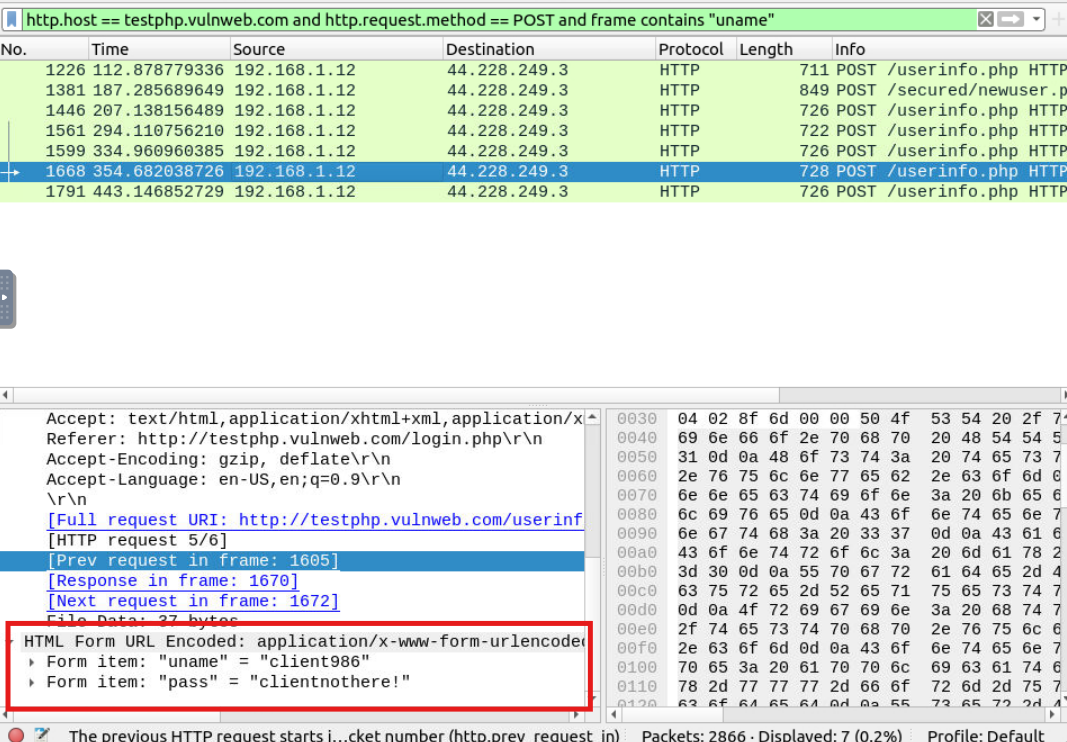 http.host == testphp.vulnweb.com and http.request.method == POST and frame contains "uname"
No. Time Source Destination Protocol Length Info
1226 112.878779336 192.168.1.12 44.228.249.3 HTTP 711 POST /userinfo.php HTTP
1381 187.285689649 192.168.1.12 44.228.249.3 HTTP 849 POST /secured/newuser.p
1446 207.138156489 192.168.1.12 44.228.249.3 HTTP 726 POST /userinfo.php HTTP
1561 294.110756210 192.168.1.12 44.228.249.3 HTTP 722 POST /userinfo.php HTTP
1599 334.960960385 192.168.1.12 44.228.249.3 HTTP 726 POST /userinfo.php HTTP
1668 354.682038726 192.168.1.12 44.228.249.3 HTTP 728 POST /userinfo.php HTTP
1791 443.146852729 192.168.1.12 44.228.249.3 HTTP 726 POST /userinfo.php HTTP
Accept: text/html,application/xhtml+xml,application/x
Referer: http://testphp.vulnweb.com/login.php\r\n
Accept-Encoding: gzip, deflate\r\n
Accept-Language: en-US,en;q=0.9\r\n
\r\n
[Full request URI: http://testphp.vulnweb.com/userinf
[HTTP request 5/6]
[Prev request in frame: 1605]
[Response in frame: 1670]
[Next request in frame: 1672]
File Data: 37 bytes
HTML Form URL Encoded: application/x-www-form-urlencoded
Form item: "uname" = "client986"
Form item: "pass" = "clientnothere!"
0030 04 02 8f 6d 00 00 50 4f 53 54 20 2f 7
0040 69 6e 66 6f 2e 70 68 70 20 48 54 54 5
0050 31 0d 0a 48 6f 73 74 3a 20 74 65 73 7
0060 2e 76 75 6c 6e 77 65 62 2e 63 6f 6d 0
0070 6e 6e 65 63 74 69 6f 6e 3a 20 6b 65 6
0080 6c 69 76 65 0d 0a 43 6f 6e 74 65 6e 7
0090 6e 67 74 68 3a 20 33 37 0d 0a 43 61 6
00a0 43 6f 6e 74 72 6f 6c 3a 20 6d 61 78 2
00b0 3d 30 0d 0a 55 70 67 72 61 64 65 2d 4
00c0 63 75 72 65 2d 52 65 71 75 65 73 74 7
00d0 0d 0a 4f 72 69 67 69 6e 3a 20 68 74 7
00e0 2f 74 65 73 74 70 68 70 2e 76 75 6c 6
00f0 2e 63 6f 6d 0d 0a 43 6f 6e 74 65 6e 7
0100 70 65 3a 20 61 70 70 6c 69 63 61 74 6
0110 78 2d 77 77 77 2d 66 6f 72 6d 2d 75 7
0120 63 6f 64 65 64 0d 0a 55 73 65 72 2d 4
The previous HTTP request starts i…cket number (http.prev_request_in) Packets: 2866 · Displayed: 7 (0.2%) Profile: Default